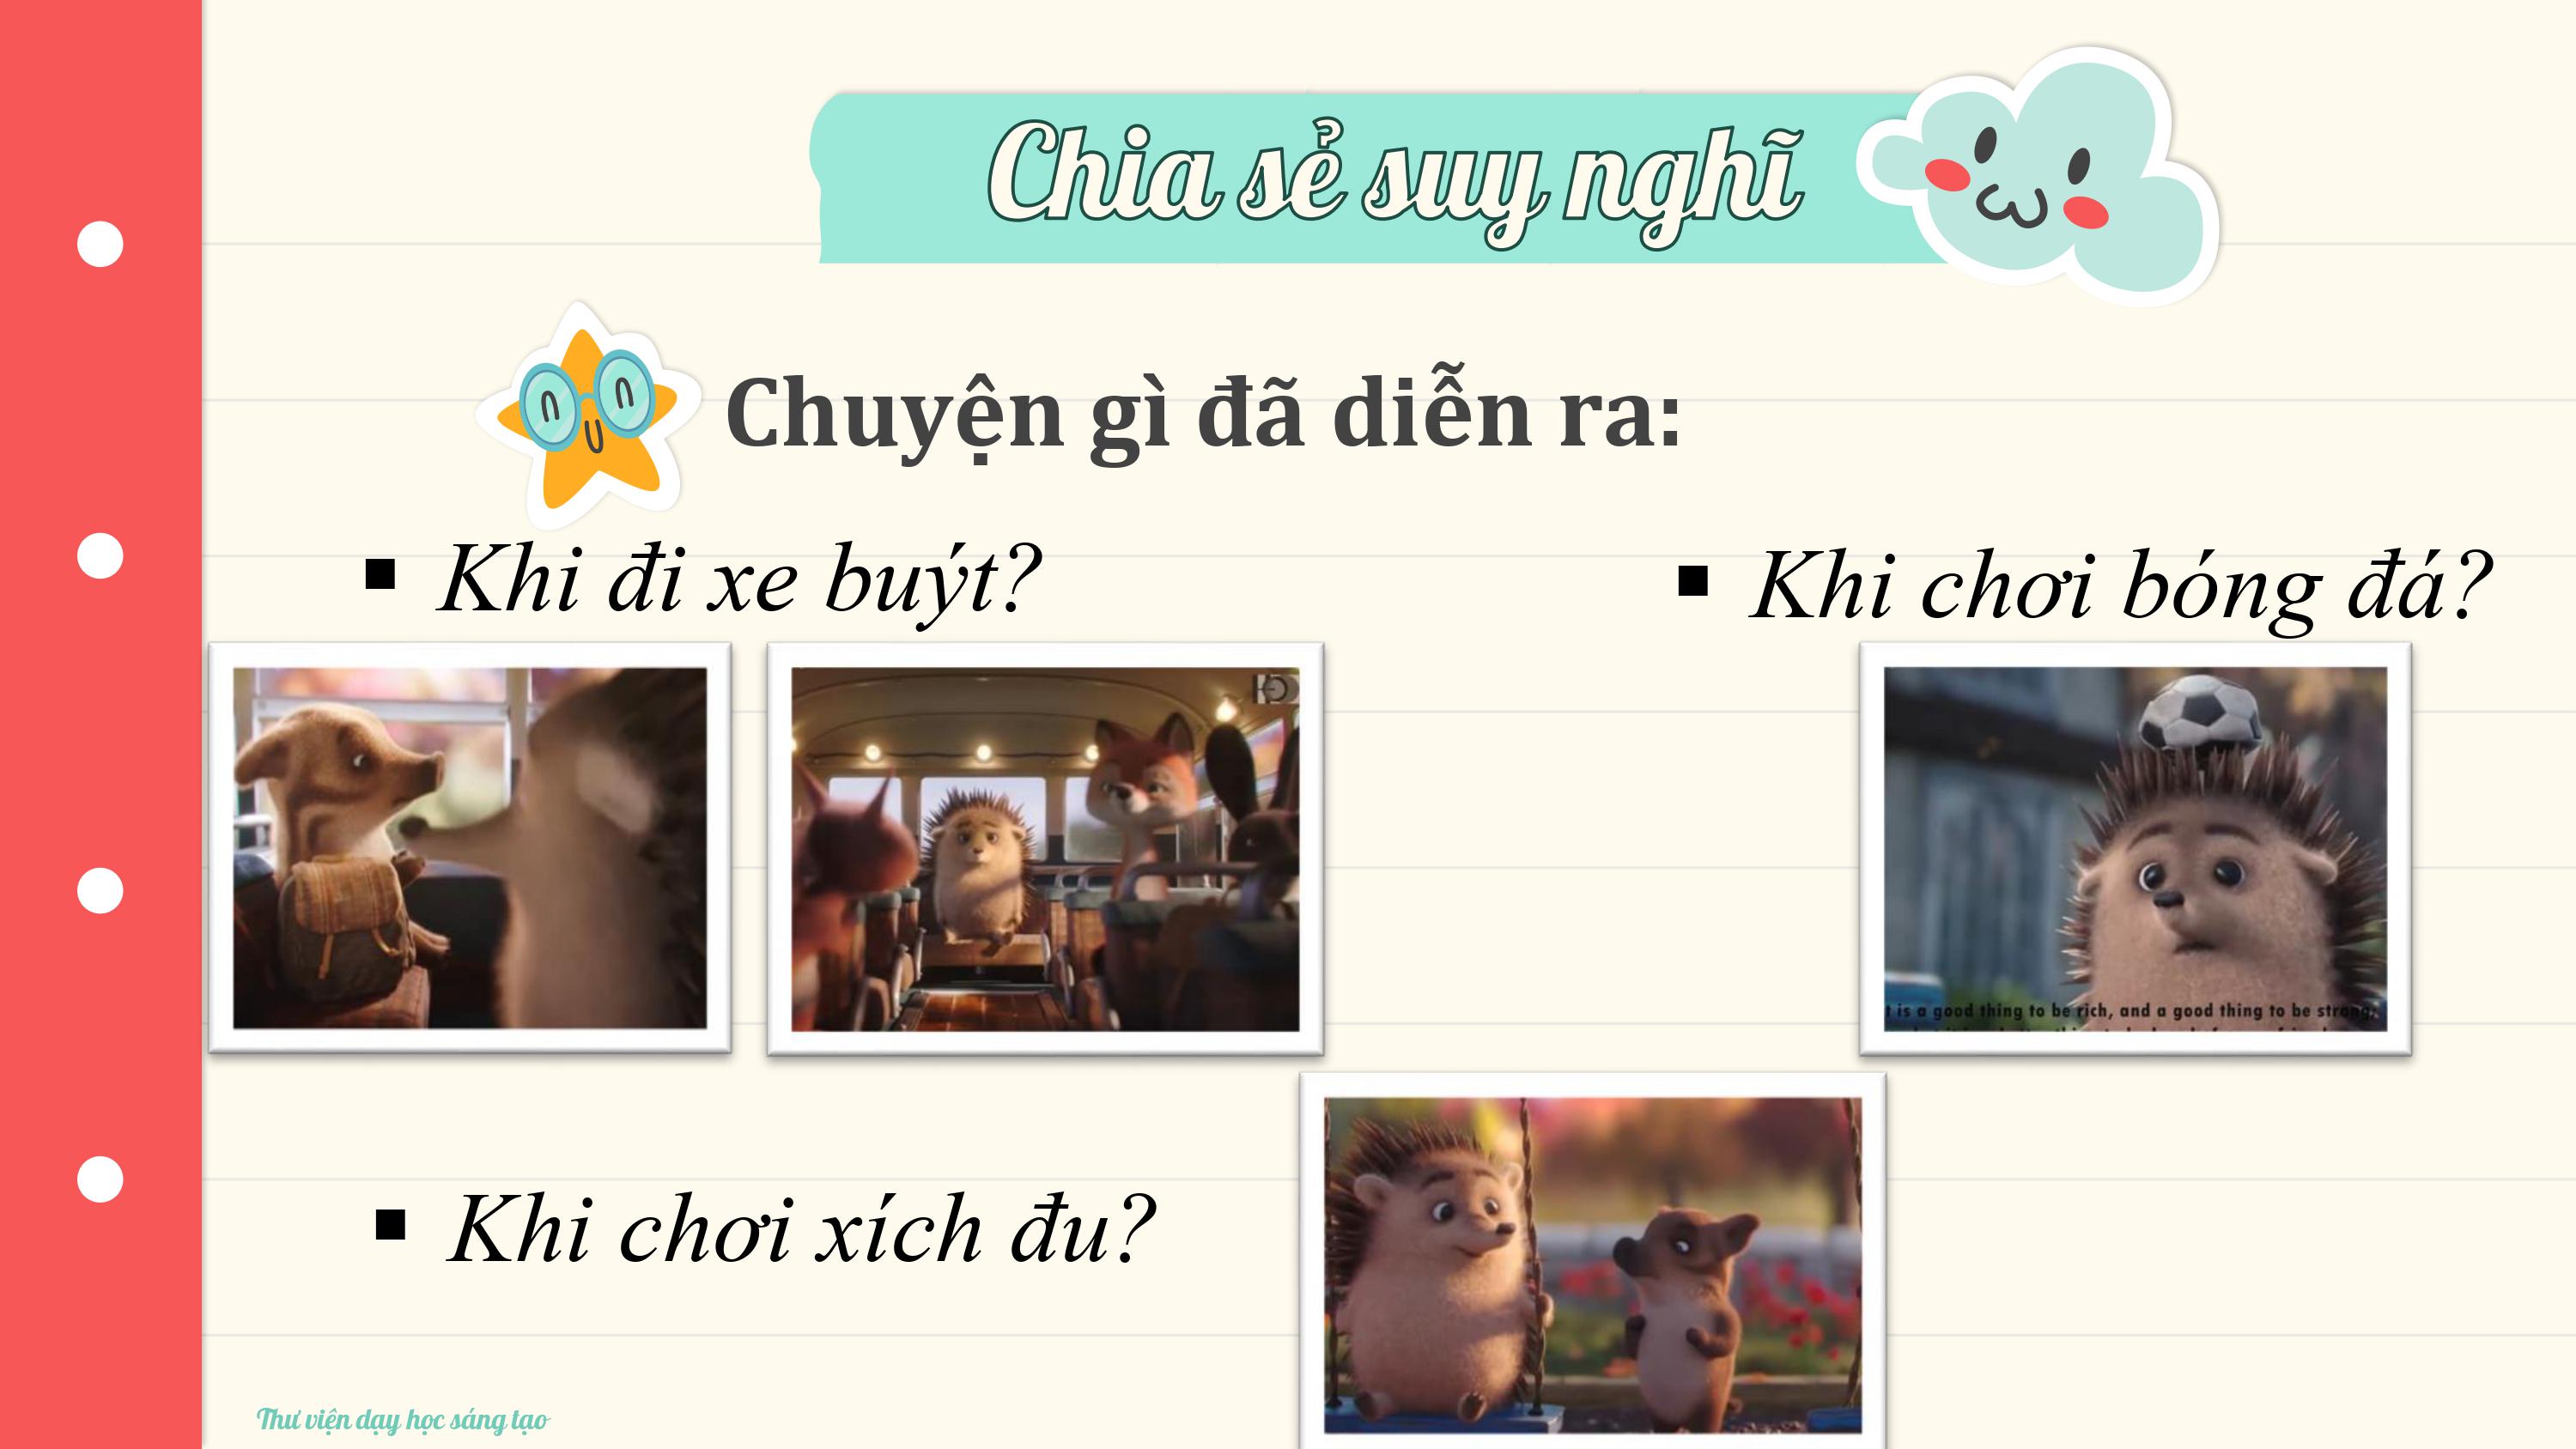 Chia sẻ suy nghĩ
Chuyện gì đã diễn ra:
▪ Khi đi xe buýt?
▪ Khi chơi bóng đá?
t is a good thing to be rich, and a good thing to be strong,
▪ Khi chơi xích đu?
Thư viện dạy học sáng tạo